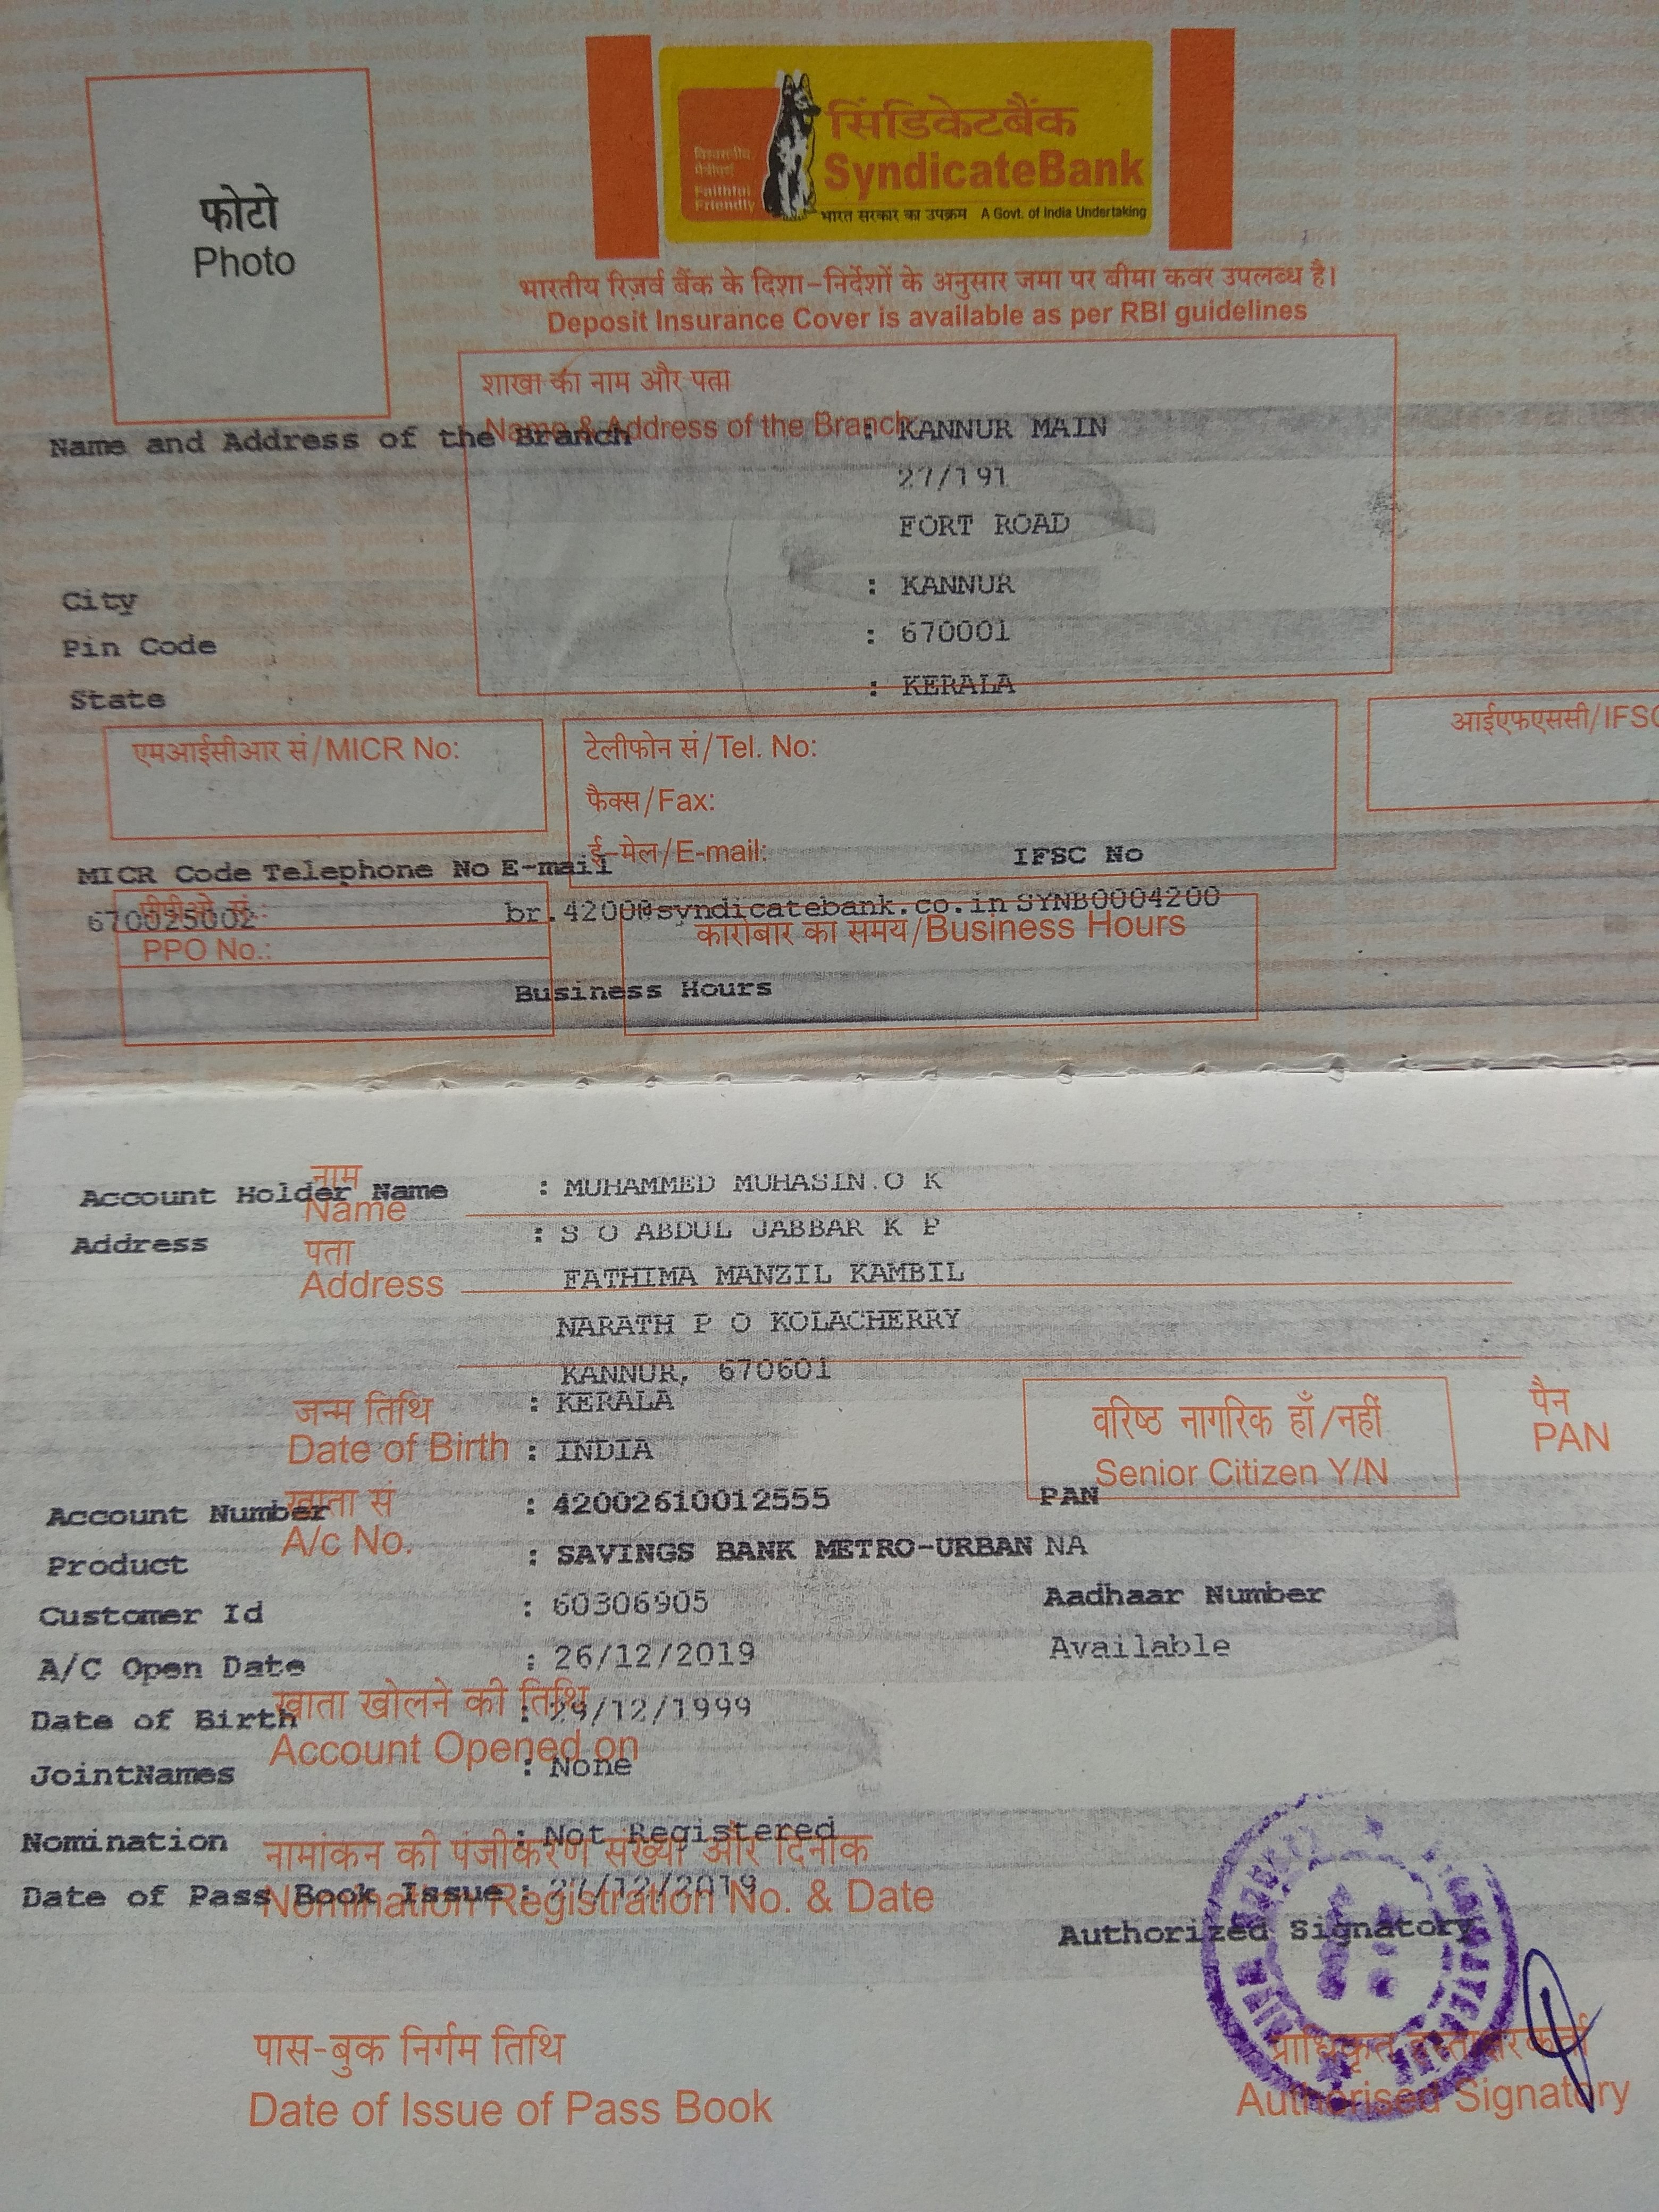 फोटो
Photo
सिंडिकेटबैंक
SyndicateBank
Faithful
Friendly
भारत सरकार का उपक्रम A Govt. of India Undertaking
भारतीय रिज़र्व बैंक के दिशा-निर्देशों के अनुसार जमा पर बीमा कवर उपलब्ध है।
Deposit Insurance Cover is available as per RBI guidelines
शाखा का नाम और पता
Name & Address of the Branch
Name and Address of the Branch : KANNUR MAIN
27/191
FORT ROAD
City : KANNUR
Pin Code : 670001
State : KERALA
एमआईसीआर सं/MICR No:
टेलीफोन सं/Tel. No:
फैक्स/Fax:
ई-मेल/E-mail:
आईएफएससी/IFSC
MICR Code Telephone No E-mail IFSC No
670025002 br.4200@syndicatebank.co.in SYNB0004200
PPO No.:
कारोबार का समय/Business Hours
Business Hours
नाम
Account Holder Name : MUHAMMED MUHASIN.O K
Name
Address : S O ABDUL JABBAR K P
पता
Address
FATHIMA MANZIL KAMBIL
NARATH P O KOLACHERRY
KANNUR, 670601
: KERALA
जन्म तिथि
Date of Birth : INDIA
वरिष्ठ नागरिक हाँ/नहीं
Senior Citizen Y/N
पैन
PAN
खाता सं
Account Number : 42002610012555 PAN
A/c No.
Product : SAVINGS BANK METRO-URBAN NA
Customer Id : 60306905 Aadhaar Number
A/C Open Date : 26/12/2019 Available
खाता खोलने की तिथि
Date of Birth : 29/12/1999
Account Opened on
JointNames : None
Nomination : Not Registered
नामांकन की पंजीकरण संख्या और दिनांक
Date of Pass Book Issue : 27/12/2019
Nomination Registration No. & Date
Authorized Signatory
पास-बुक निर्गम तिथि
Date of Issue of Pass Book
प्राधिकृत हस्ताक्षरकर्ता
Authorised Signatory